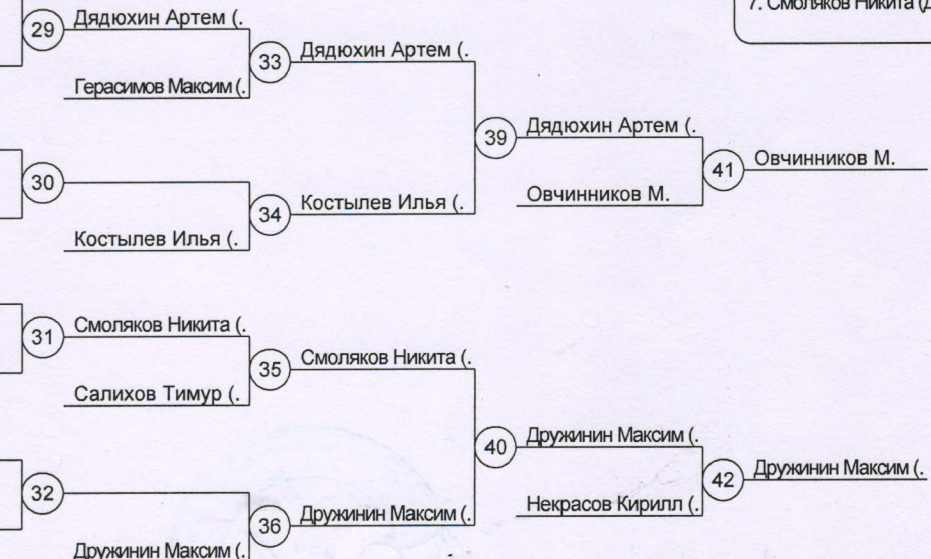 7. Смоляков Никита (Д
29 Дядюхин Артем (.
33 Дядюхин Артем (.
Герасимов Максим (.
39 Дядюхин Артем (.
41 Овчинников М.
30
Овчинников М.
34 Костылев Илья (.
Костылев Илья (.
31 Смоляков Никита (.
35 Смоляков Никита (.
Салихов Тимур (.
40 Дружинин Максим (.
42 Дружинин Максим (.
32
Некрасов Кирилл (.
36 Дружинин Максим (.
Дружинин Максим (.